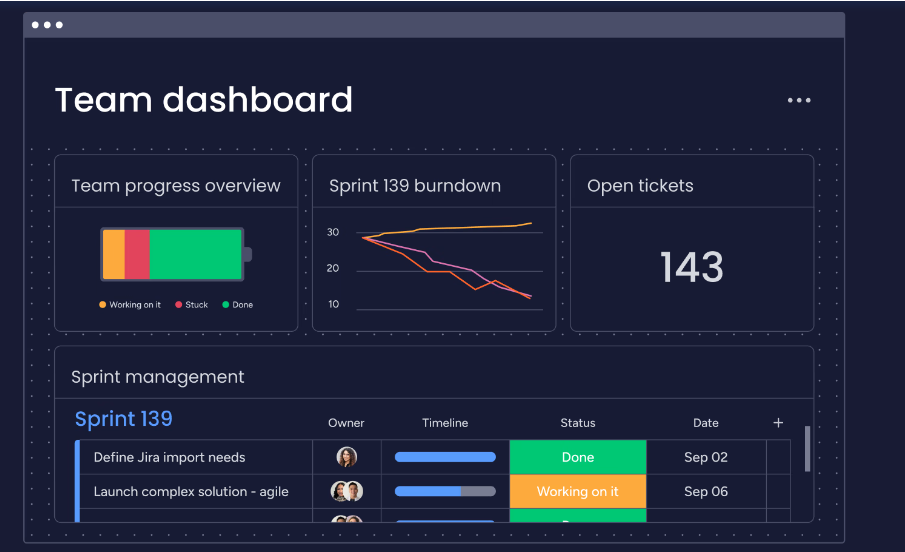 Team dashboard
Team progress overview
Working on it
Stuck
Done
Sprint 139 burndown
30
20
10
Open tickets
143
Sprint management
Sprint 139 Owner Timeline Status Date +
Define Jira import needs Done Sep 02
Launch complex solution - agile Working on it Sep 06